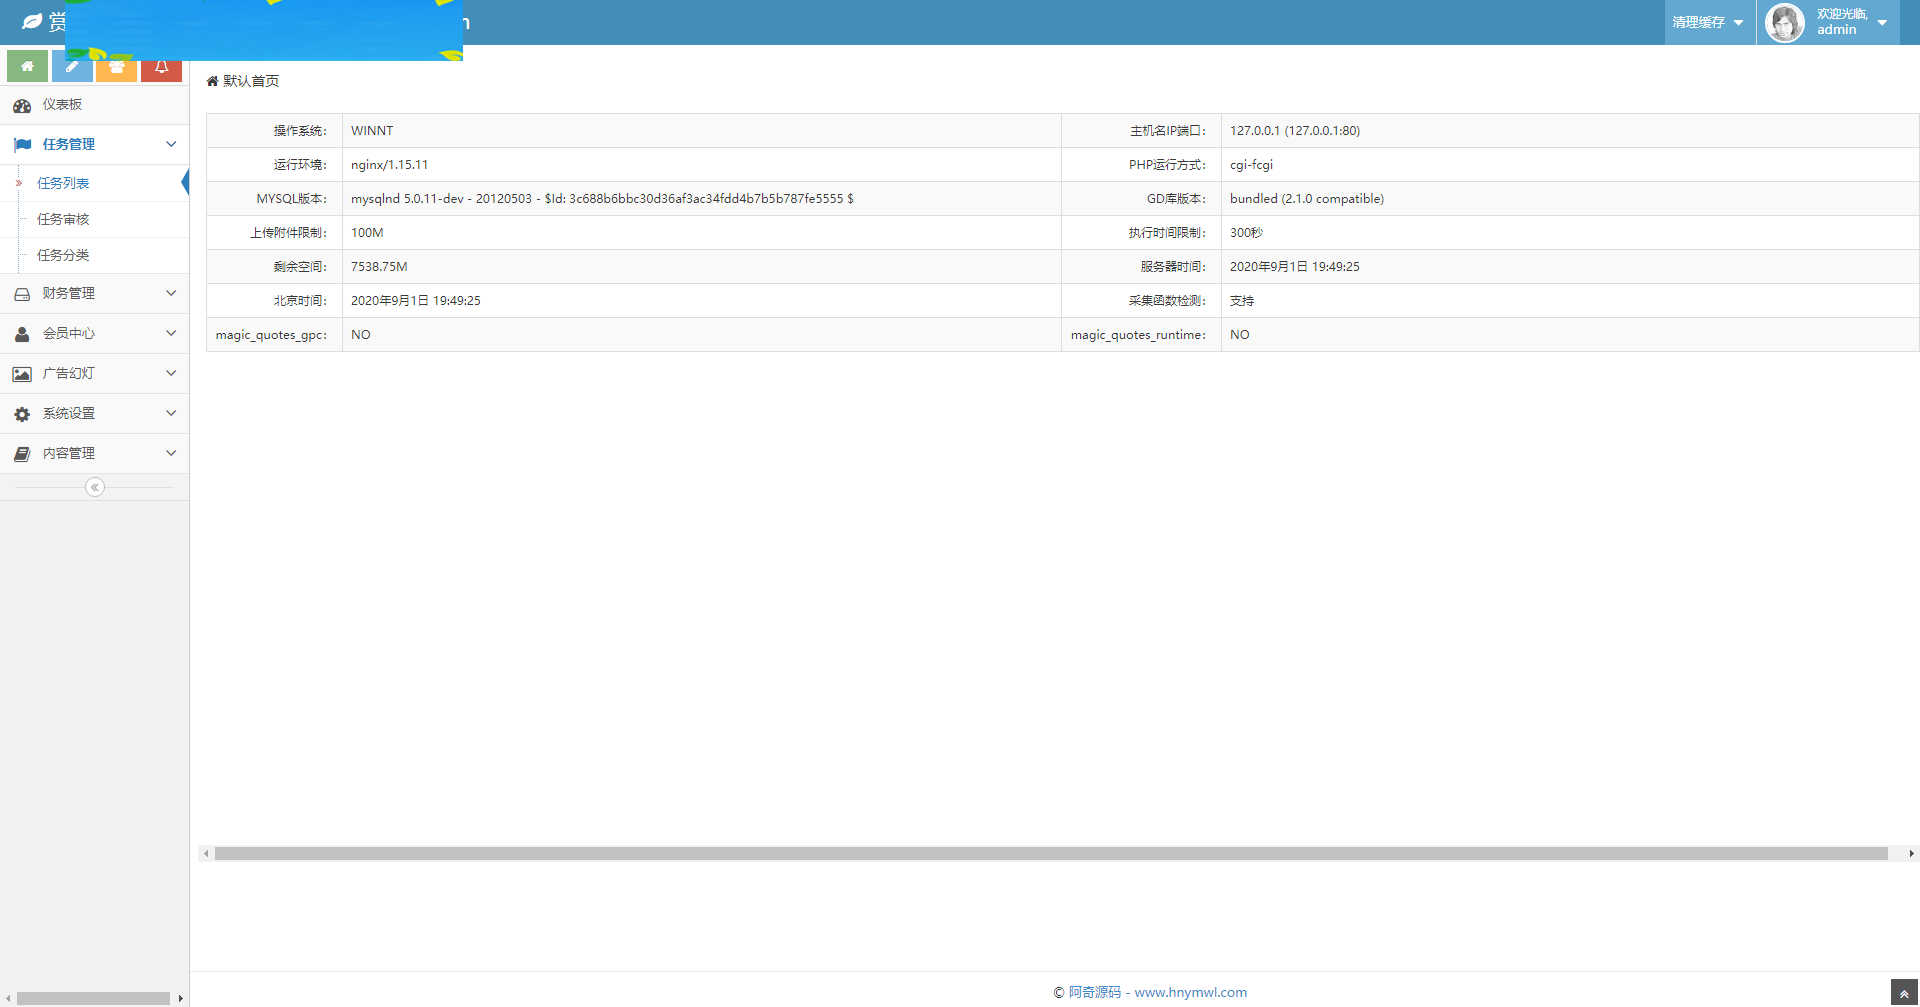 赏
清理缓存
欢迎光临,
admin
默认首页
仪表板
任务管理
任务列表
任务审核
任务分类
财务管理
会员中心
广告幻灯
系统设置
内容管理
操作系统: WINNT 主机名IP端口: 127.0.0.1 (127.0.0.1:80)
运行环境: nginx/1.15.11 PHP运行方式: cgi-fcgi
MYSQL版本: mysqlnd 5.0.11-dev - 20120503 - $Id: 3c688b6bbc30d36af3ac34fdd4b7b5b787fe5555 $ GD库版本: bundled (2.1.0 compatible)
上传附件限制: 100M 执行时间限制: 300秒
剩余空间: 7538.75M 服务器时间: 2020年9月1日 19:49:25
北京时间: 2020年9月1日 19:49:25 采集函数检测: 支持
magic_quotes_gpc: NO magic_quotes_runtime: NO
© 阿奇源码 - www.hnymwl.com